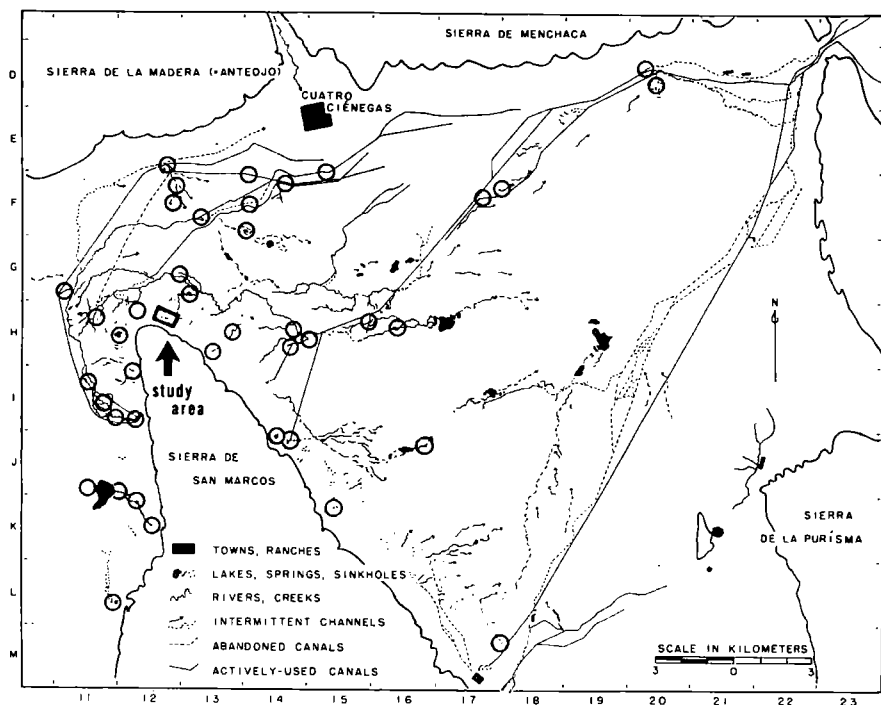 SIERRA DE MENCHACA
D
SIERRA DE LA MADERA (=ANTEOJO)
CUATRO
CIÉNEGAS
E
F
G
N
H
study
area
I
J
SIERRA DE
SAN MARCOS
K
SIERRA
DE LA PURÍSMA
TOWNS, RANCHES
LAKES, SPRINGS, SINKHOLES
L
RIVERS, CREEKS
INTERMITTENT CHANNELS
M
ABANDONED CANALS
SCALE IN KILOMETERS
3 0 3
ACTIVELY-USED CANALS
11 12 13 14 15 16 17 18 19 20 21 22 23